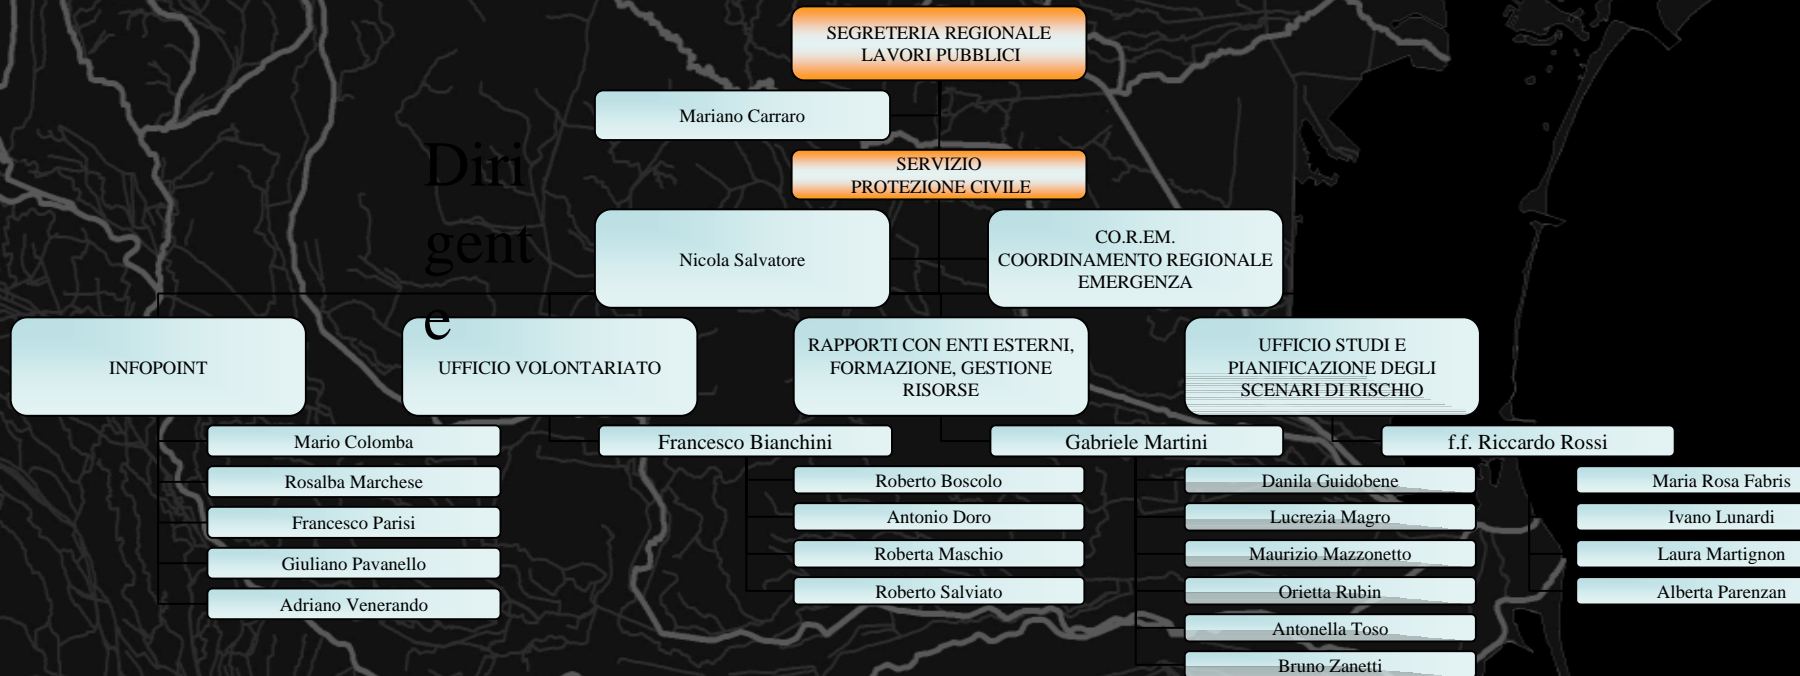 SEGRETERIA REGIONALE
LAVORI PUBBLICI
Mariano Carraro
Diri
gent
e
SERVIZIO
PROTEZIONE CIVILE
Nicola Salvatore
CO.R.EM.
COORDINAMENTO REGIONALE
EMERGENZA
INFOPOINT
UFFICIO VOLONTARIATO
RAPPORTI CON ENTI ESTERNI,
FORMAZIONE, GESTIONE
RISORSE
UFFICIO STUDI E
PIANIFICAZIONE DEGLI
SCENARI DI RISCHIO
Mario Colomba
Rosalba Marchese
Francesco Parisi
Giuliano Pavanello
Adriano Venerando
Francesco Bianchini
Roberto Boscolo
Antonio Doro
Roberta Maschio
Roberto Salviato
Gabriele Martini
Danila Guidobene
Lucrezia Magro
Maurizio Mazzonetto
Orietta Rubin
Antonella Toso
Bruno Zanetti
f.f. Riccardo Rossi
Maria Rosa Fabris
Ivano Lunardi
Laura Martignon
Alberta Parenzan